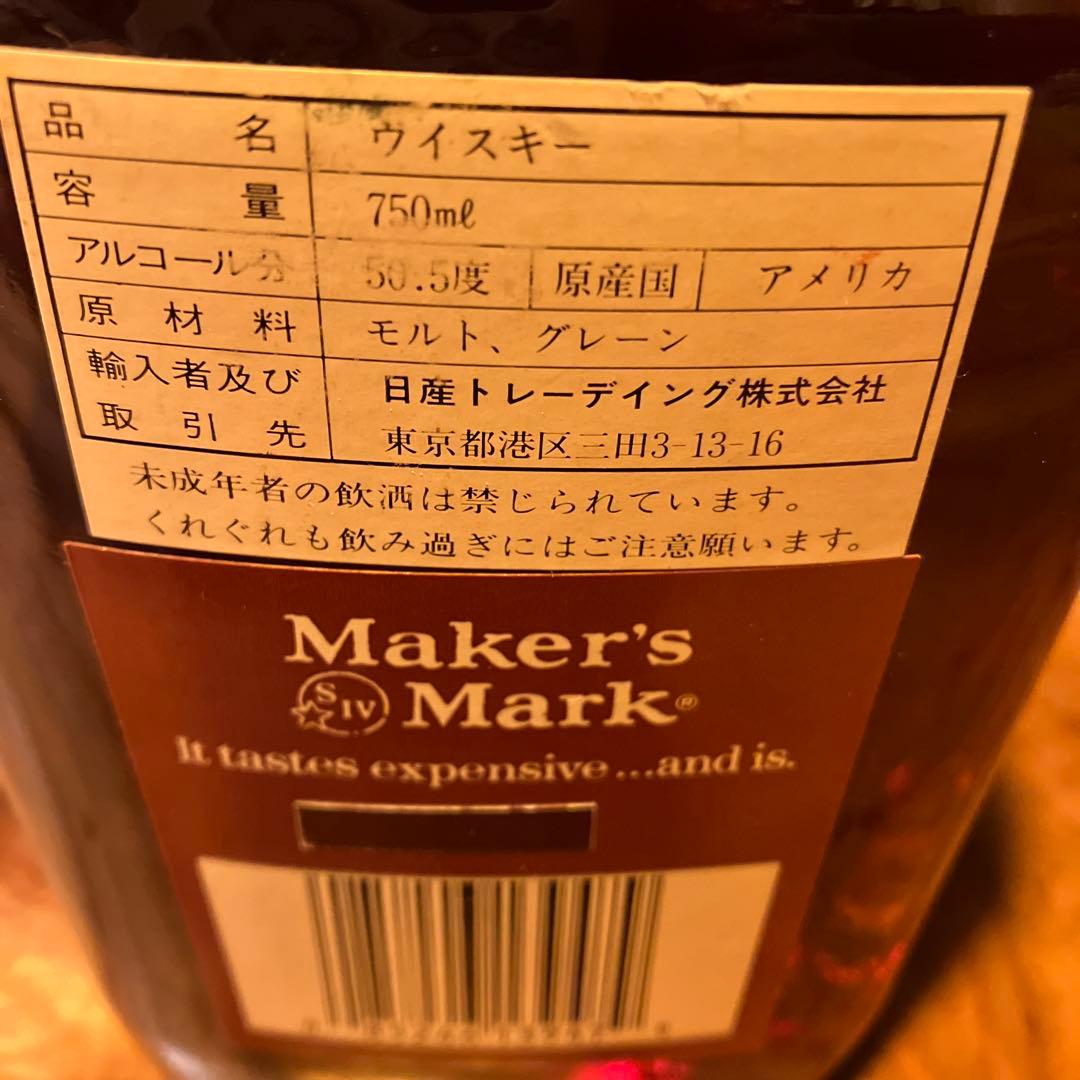 品名 ウイスキー
容量 750mℓ
アルコール分 50.5度 原産国 アメリカ
原材料 モルト、グレーン
輸入者及び 日産トレーデイング株式会社
取引先 東京都港区三田3-13-16
未成年者の飲酒は禁じられています。
くれぐれも飲み過ぎにはご注意願います。
Maker's
S IV Mark®
It tastes expensive...and is.